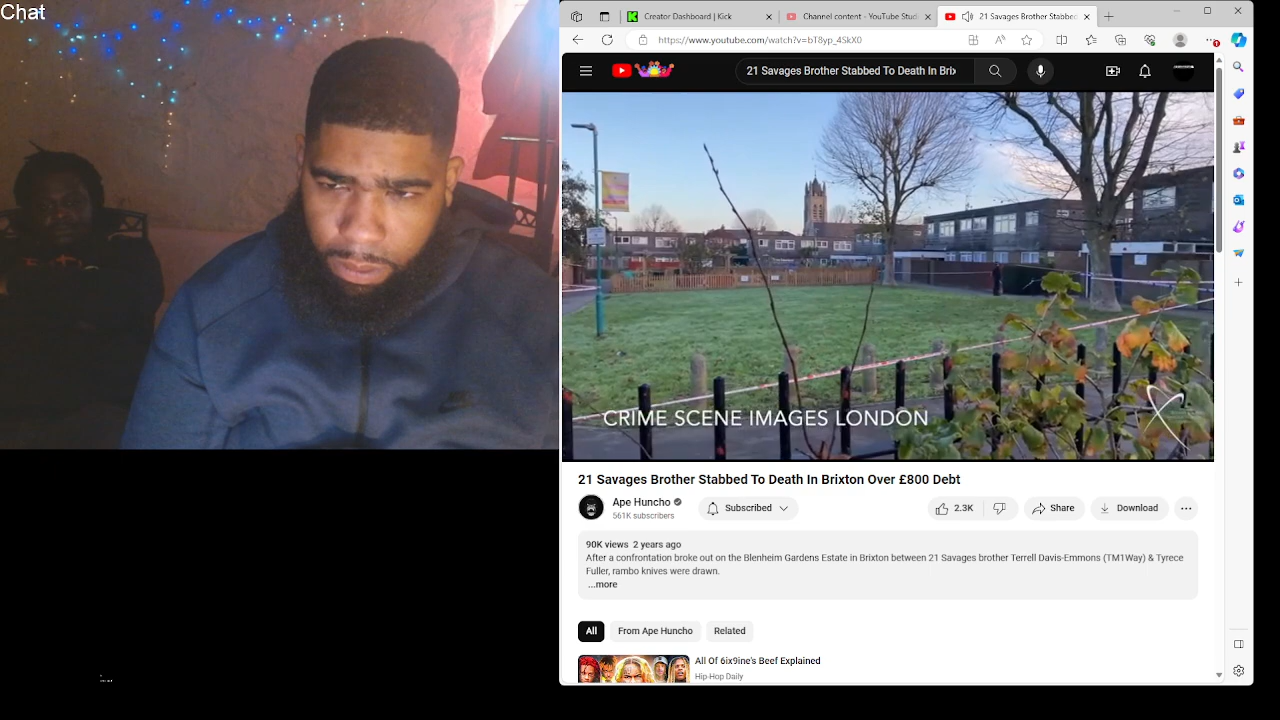 Chat
Creator Dashboard | Kick
Channel content - YouTube Stud
21 Savages Brother Stabbed
https://www.youtube.com/watch?v=bT8yp_4SkX0
21 Savages Brother Stabbed To Death In Brix
CRIME SCENE IMAGES LONDON
21 Savages Brother Stabbed To Death In Brixton Over £800 Debt
Ape Huncho
561K subscribers
Subscribed
2.3K
Share
Download
90K views 2 years ago
After a confrontation broke out on the Blenheim Gardens Estate in Brixton between 21 Savages brother Terrell Davis-Emmons (TM1Way) & Tyrece
Fuller, rambo knives were drawn.
...more
All
From Ape Huncho
Related
All Of 6ix9ine's Beef Explained
Hip-Hop Daily